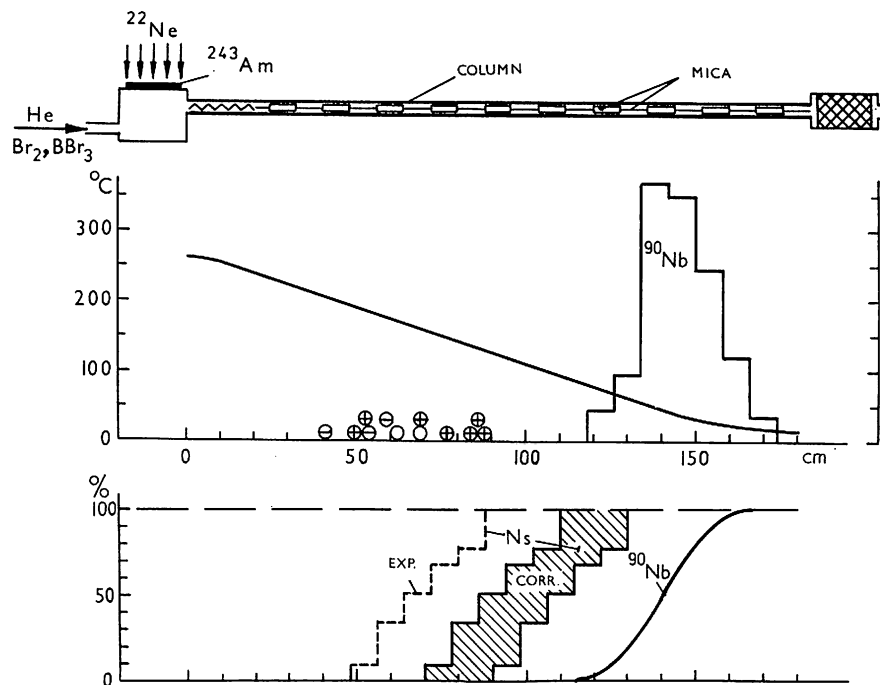 ²²Ne
²⁴³Am
COLUMN
MICA
He
Br₂, BBr₃
°C
300
200
100
0
⁹⁰Nb
0
50
100
150
cm
%
100
50
0
EXP.
Ns
CORR.
⁹⁰Nb